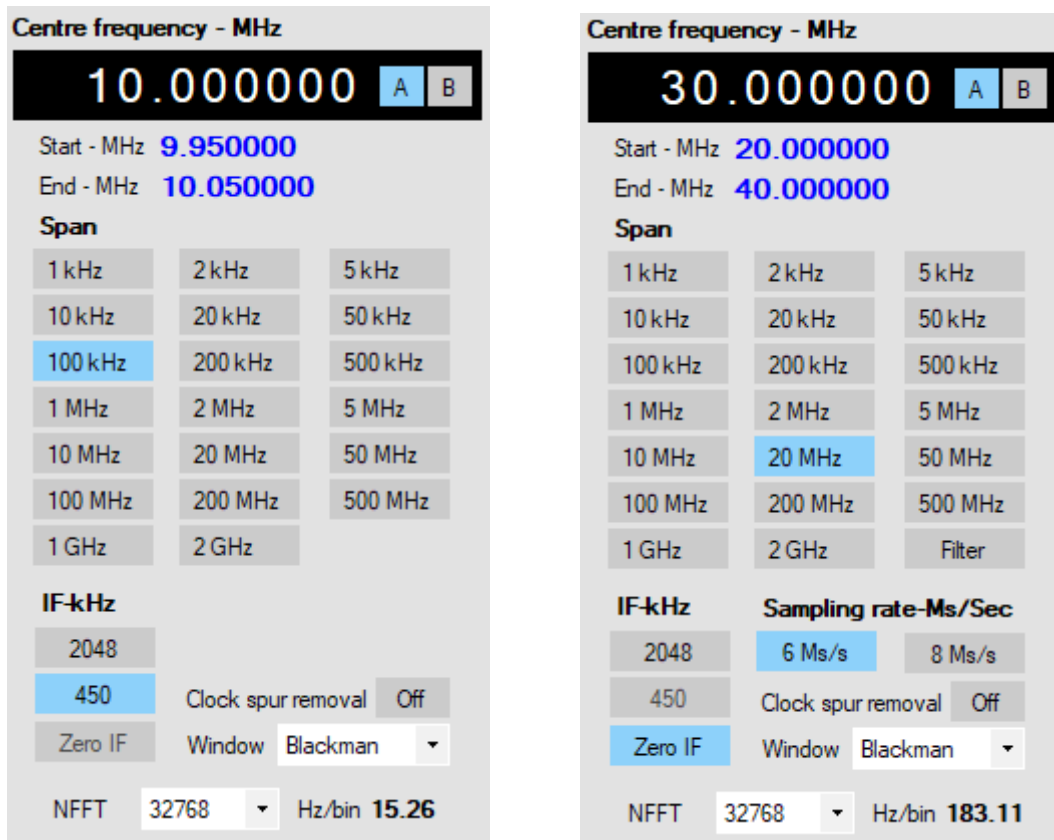 Centre frequency - MHz
10.000000 A B
Start - MHz 9.950000
End - MHz 10.050000
Span
1 kHz 2 kHz 5 kHz
10 kHz 20 kHz 50 kHz
100 kHz 200 kHz 500 kHz
1 MHz 2 MHz 5 MHz
10 MHz 20 MHz 50 MHz
100 MHz 200 MHz 500 MHz
1 GHz 2 GHz
IF-kHz
2048
450 Clock spur removal Off
Zero IF Window Blackman
NFFT 32768 Hz/bin 15.26
Centre frequency - MHz
30.000000 A B
Start - MHz 20.000000
End - MHz 40.000000
Span
1 kHz 2 kHz 5 kHz
10 kHz 20 kHz 50 kHz
100 kHz 200 kHz 500 kHz
1 MHz 2 MHz 5 MHz
10 MHz 20 MHz 50 MHz
100 MHz 200 MHz 500 MHz
1 GHz 2 GHz Filter
IF-kHz Sampling rate-Ms/Sec
2048 6 Ms/s 8 Ms/s
450 Clock spur removal Off
Zero IF Window Blackman
NFFT 32768 Hz/bin 183.11